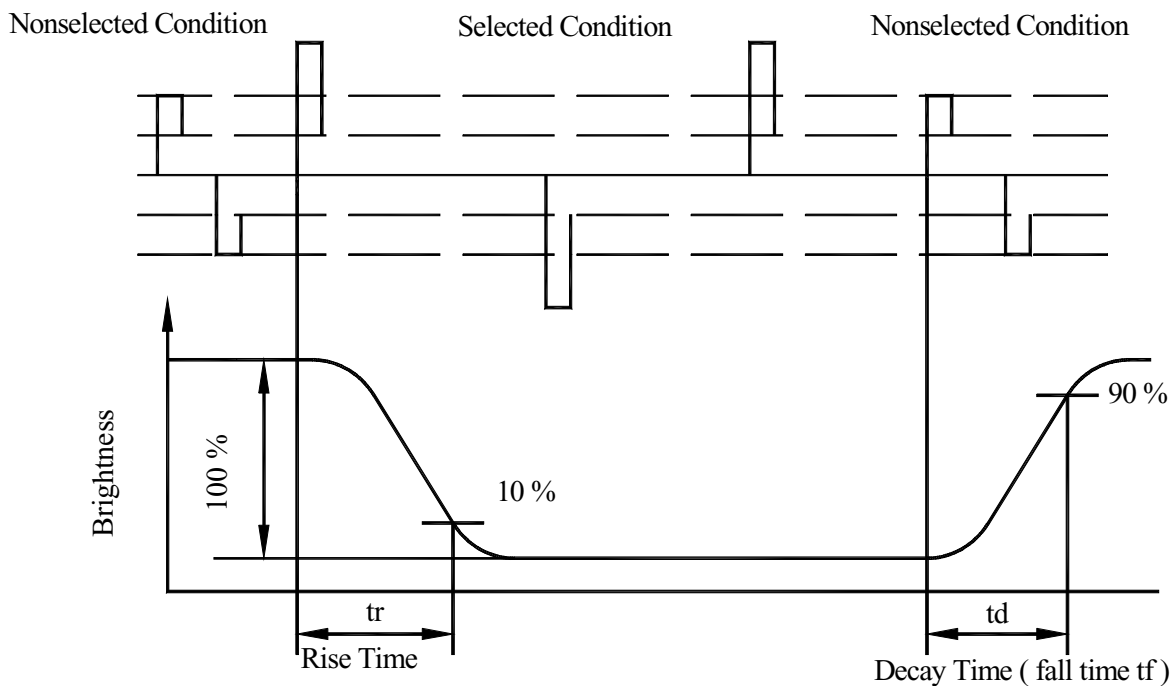 Nonselected Condition
Selected Condition
Nonselected Condition
Brightness
100 %
10 %
90 %
tr
Rise Time
td
Decay Time ( fall time tf )